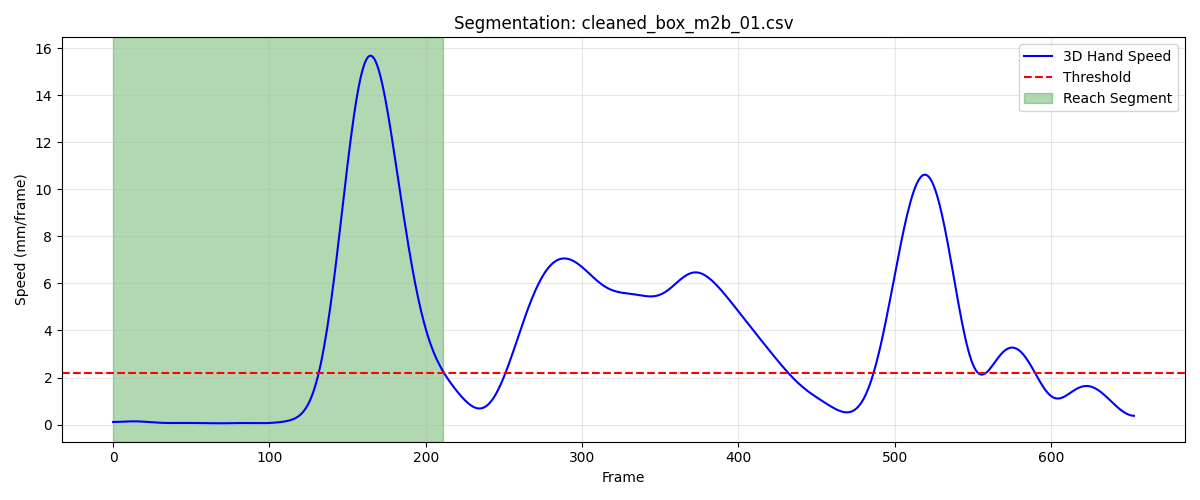 Segmentation: cleaned_box_m2b_01.csv
3D Hand Speed
Threshold
Reach Segment
Speed (mm/frame)
16
14
12
10
8
6
4
2
0
0 100 200 300 400 500 600
Frame